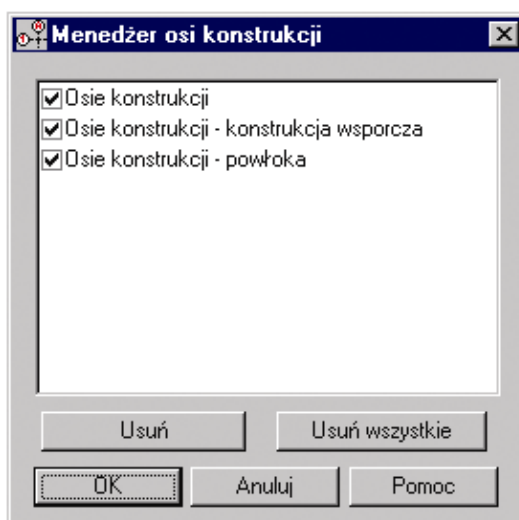 Menedżer osi konstrukcji
Osie konstrukcji
Osie konstrukcji - konstrukcja wsporcza
Osie konstrukcji - powłoka
Usuń Usuń wszystkie
OK Anuluj Pomoc